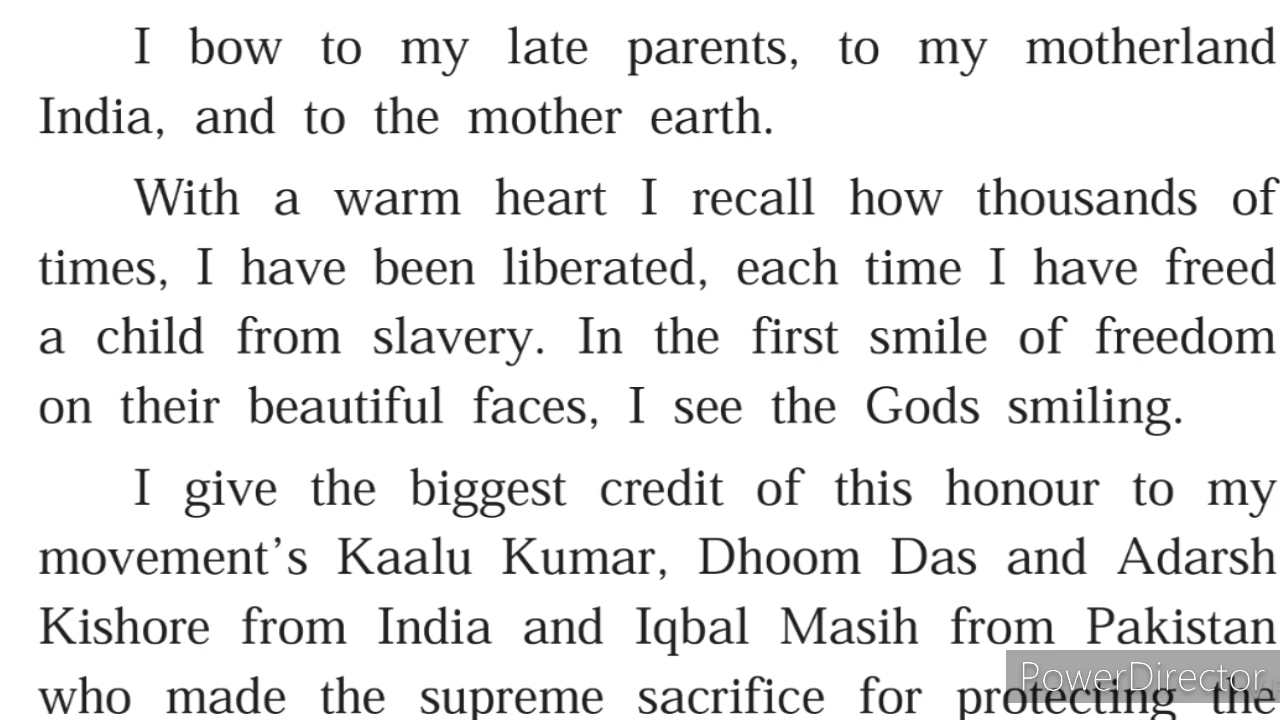 I bow to my late parents, to my motherland
India, and to the mother earth.
With a warm heart I recall how thousands of
times, I have been liberated, each time I have freed
a child from slavery. In the first smile of freedom
on their beautiful faces, I see the Gods smiling.
I give the biggest credit of this honour to my
movement’s Kaalu Kumar, Dhoom Das and Adarsh
Kishore from India and Iqbal Masih from Pakistan
who made the supreme sacrifice for protecting the
PowerDirector